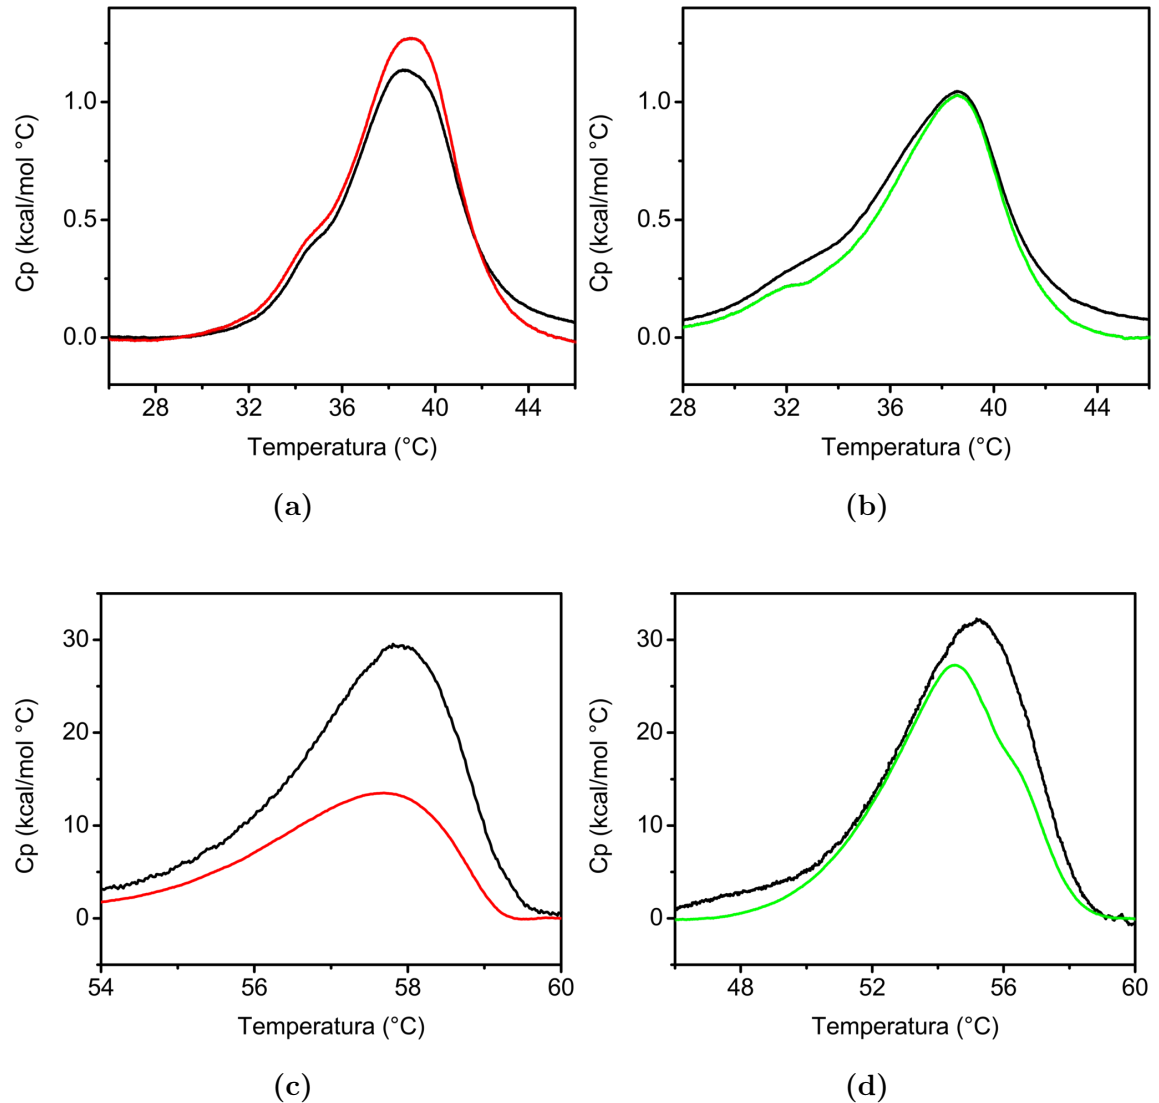 Cp (kcal/mol °C)
1.0
0.5
0.0
28 32 36 40 44
Temperatura (°C)
(a)
Cp (kcal/mol °C)
1.0
0.5
0.0
28 32 36 40 44
Temperatura (°C)
(b)
Cp (kcal/mol °C)
30
20
10
0
54 56 58 60
Temperatura (°C)
(c)
Cp (kcal/mol °C)
30
20
10
0
48 52 56 60
Temperatura (°C)
(d)